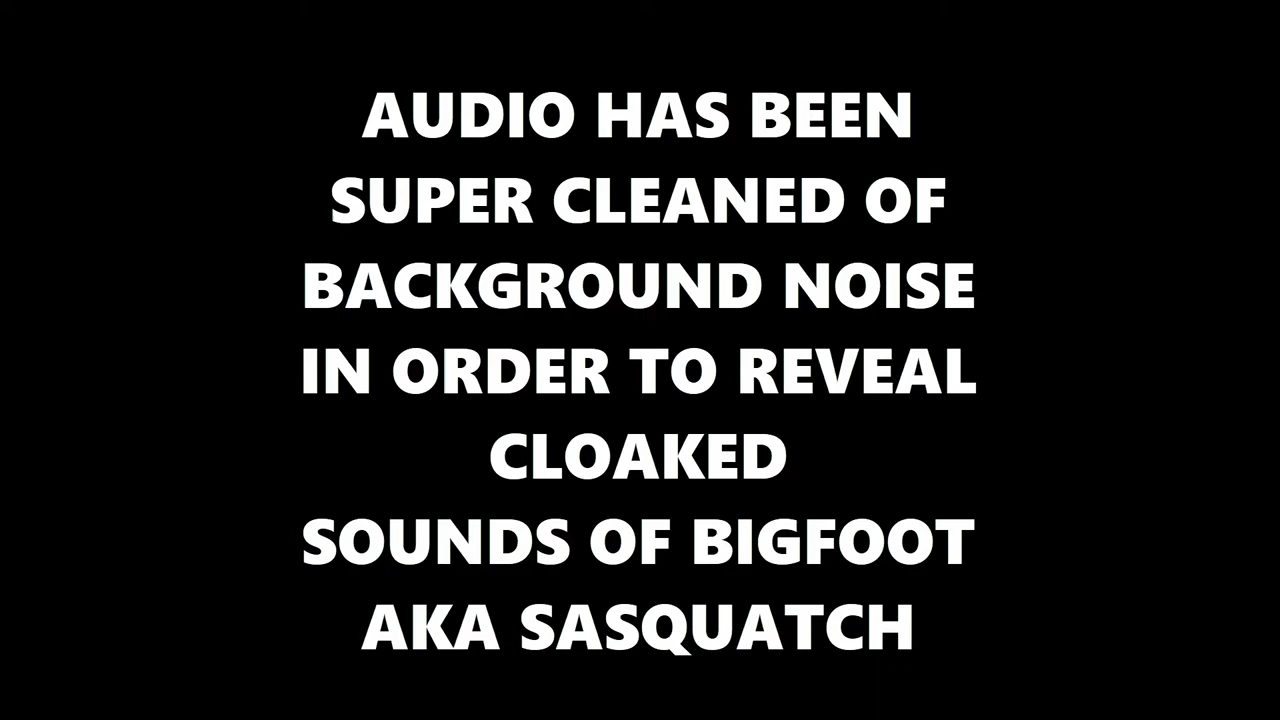 AUDIO HAS BEEN
SUPER CLEANED OF
BACKGROUND NOISE
IN ORDER TO REVEAL
CLOAKED
SOUNDS OF BIGFOOT
AKA SASQUATCH